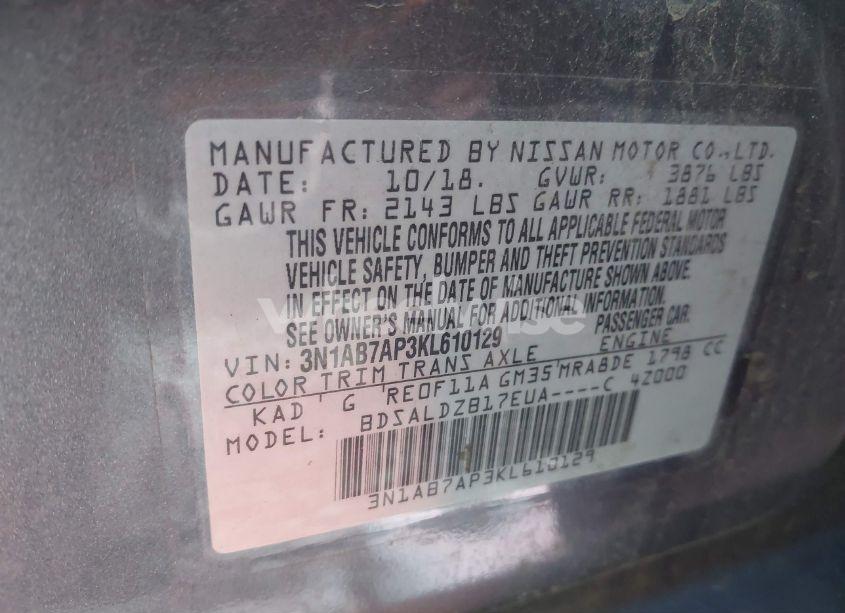 MANUFACTURED BY NISSAN MOTOR CO.,LTD.
DATE: 10/18. GVWR: 3876 LBS
GAWR FR: 2143 LBS GAWR RR: 1881 LBS
THIS VEHICLE CONFORMS TO ALL APPLICABLE FEDERAL MOTOR
VEHICLE SAFETY, BUMPER AND THEFT PREVENTION STANDARDS
IN EFFECT ON THE DATE OF MANUFACTURE SHOWN ABOVE.
SEE OWNER'S MANUAL FOR ADDITIONAL INFORMATION.
VIN: 3N1AB7AP3KL610129 PASSENGER CAR.
COLOR TRIM TRANS AXLE ENGINE
KAD G RE0F11A GM35 MRA8DE 1798 CC
MODEL: BDSALDZB17EUA----C 4Z000
3N1AB7AP3KL610129